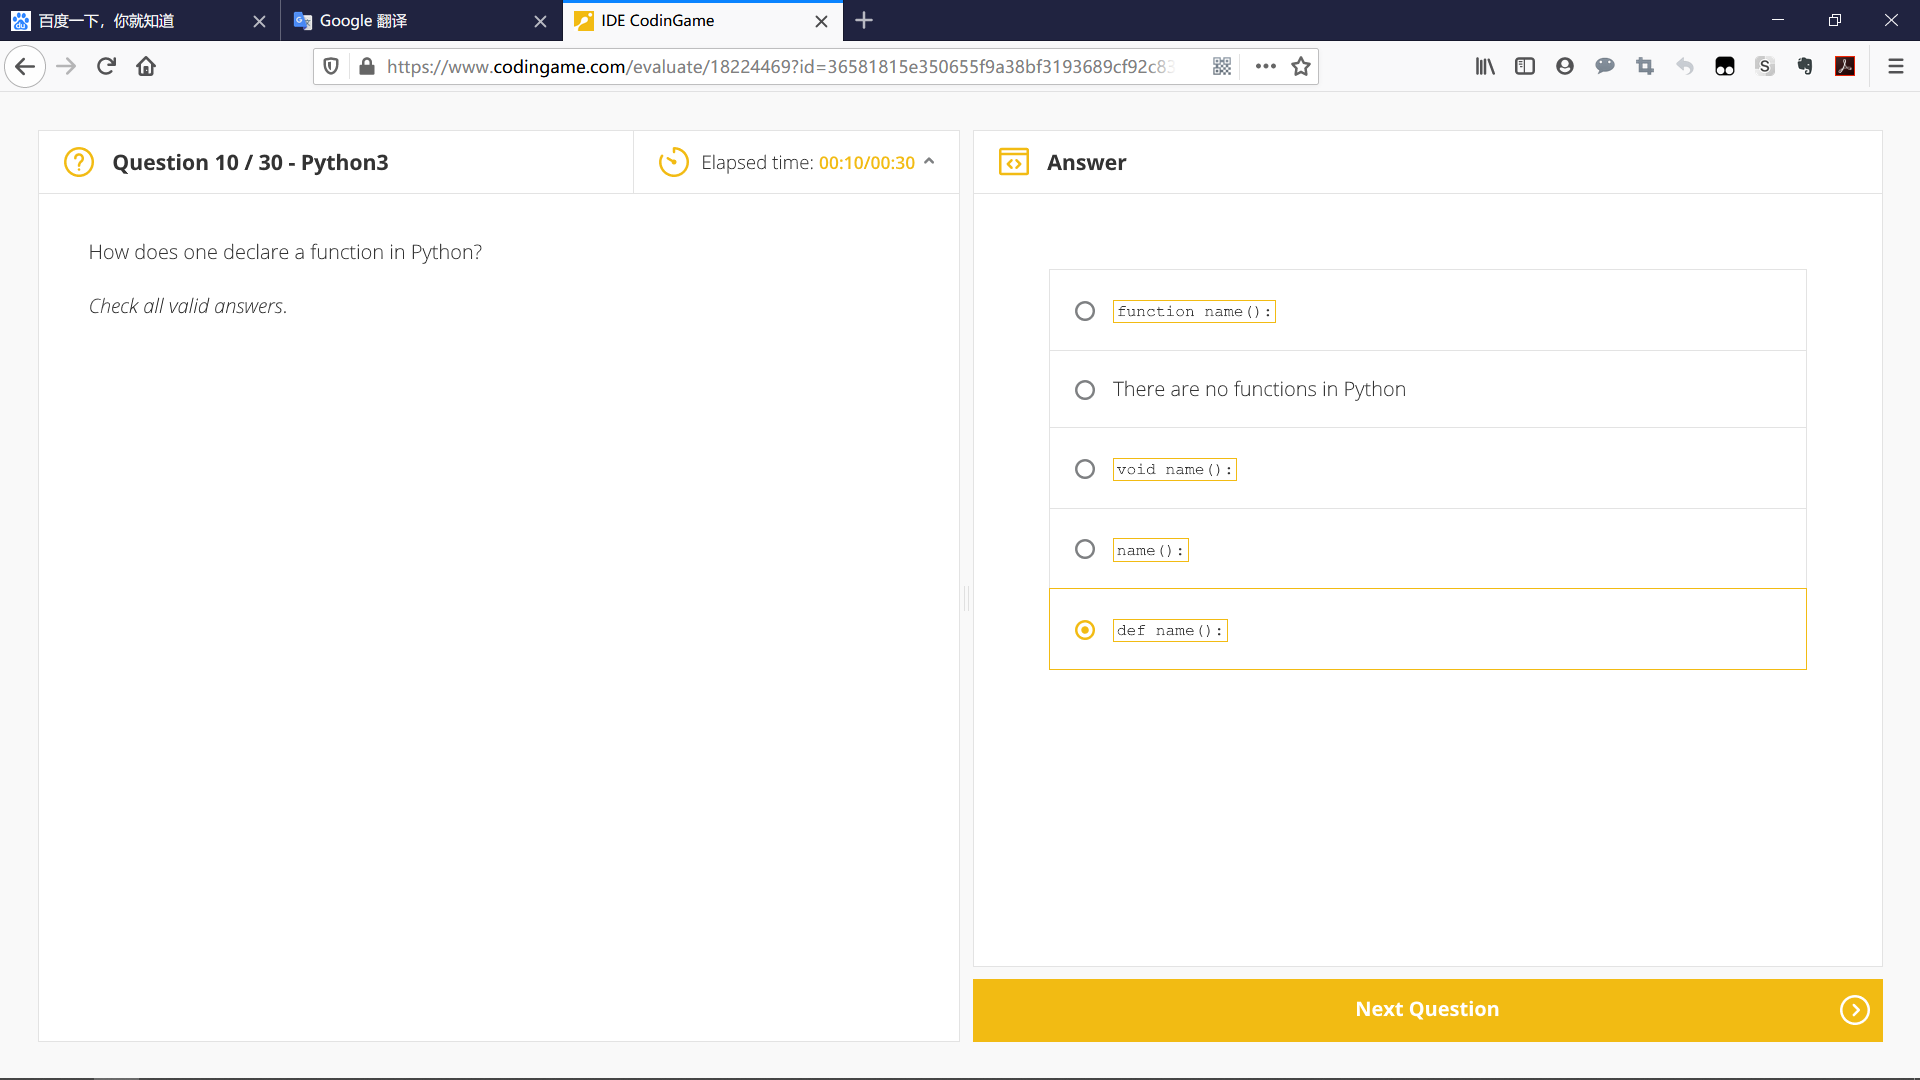 百度一下，你就知道
Google 翻译
IDE CodinGame
https://www.codingame.com/evaluate/18224469?id=36581815e350655f9a38bf3193689cf92c83
Question 10 / 30 - Python3
Elapsed time: 00:10/00:30
How does one declare a function in Python?
Check all valid answers.
Answer
function name():
There are no functions in Python
void name():
name():
def name():
Next Question